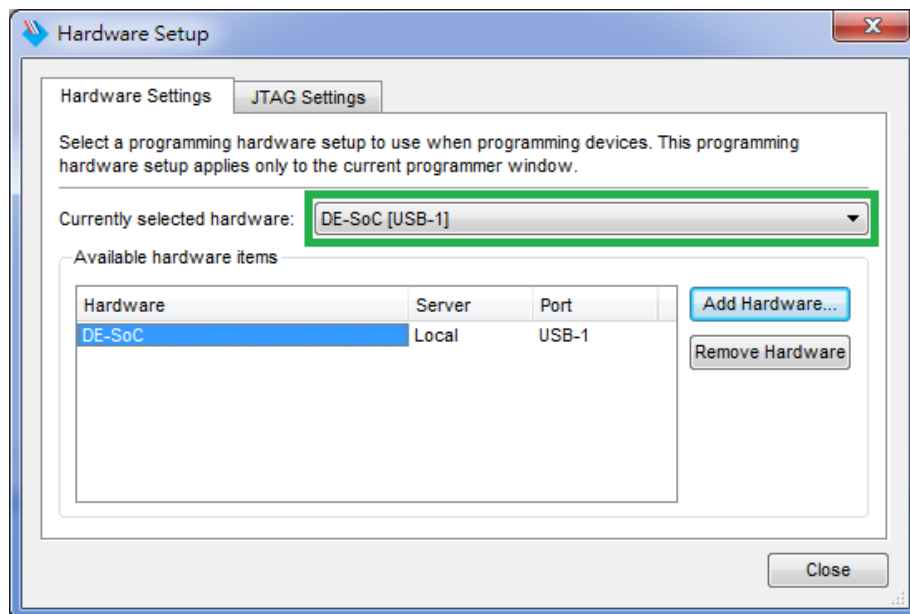 Hardware Setup
Hardware Settings
JTAG Settings
Select a programming hardware setup to use when programming devices. This programming
hardware setup applies only to the current programmer window.
Currently selected hardware:
DE-SoC [USB-1]
Available hardware items
Hardware Server Port
DE-SoC Local USB-1
Add Hardware...
Remove Hardware
Close